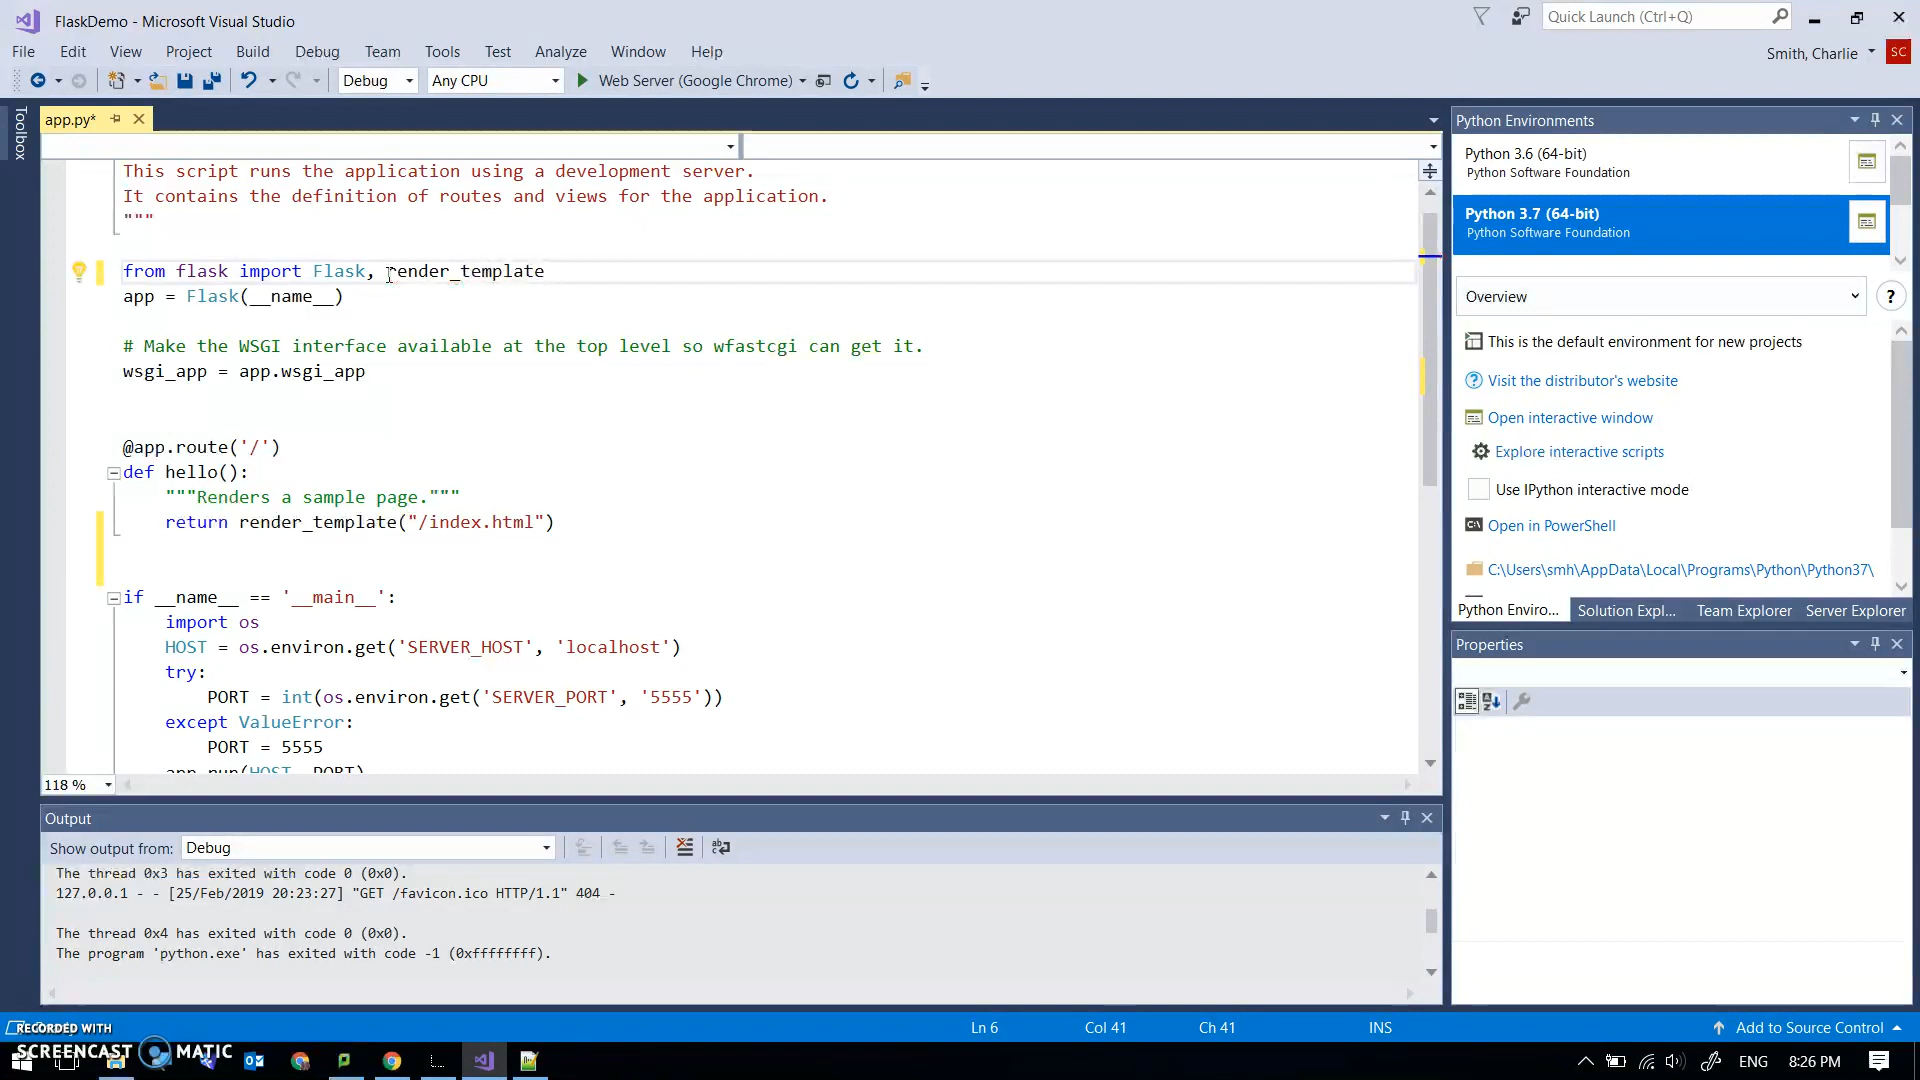 FlaskDemo - Microsoft Visual Studio
Quick Launch (Ctrl+Q)
File Edit View Project Build Debug Team Tools Test Analyze Window Help
Smith, Charlie SC
Debug Any CPU Web Server (Google Chrome)
Toolbox
app.py*
This script runs the application using a development server.
It contains the definition of routes and views for the application.
"""
from flask import Flask, render_template
app = Flask(__name__)
# Make the WSGI interface available at the top level so wfastcgi can get it.
wsgi_app = app.wsgi_app
@app.route('/')
def hello():
"""Renders a sample page."""
return render_template("/index.html")
if __name__ == '__main__':
import os
HOST = os.environ.get('SERVER_HOST', 'localhost')
try:
PORT = int(os.environ.get('SERVER_PORT', '5555'))
except ValueError:
PORT = 5555
app.run(HOST, PORT)
118 %
Python Environments
Python 3.6 (64-bit)
Python Software Foundation
Python 3.7 (64-bit)
Python Software Foundation
Overview
?
This is the default environment for new projects
Visit the distributor's website
Open interactive window
Explore interactive scripts
Use IPython interactive mode
Open in PowerShell
C:\Users\smh\AppData\Local\Programs\Python\Python37\
Python Enviro... Solution Expl... Team Explorer Server Explorer
Properties
Output
Show output from: Debug
The thread 0x3 has exited with code 0 (0x0).
127.0.0.1 - - [25/Feb/2019 20:23:27] "GET /favicon.ico HTTP/1.1" 404 -
The thread 0x4 has exited with code 0 (0x0).
The program 'python.exe' has exited with code -1 (0xffffffff).
Ln 6 Col 41 Ch 41 INS Add to Source Control
RECORDED WITH
SCREENCAST MATIC
ENG 8:26 PM